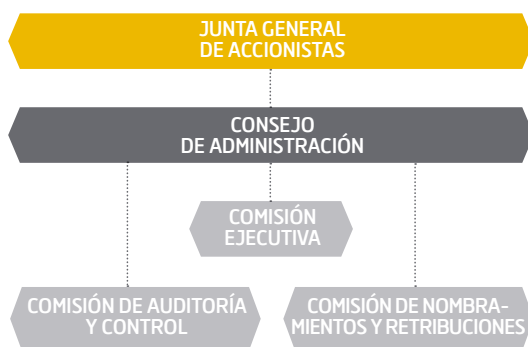 JUNTA GENERAL
DE ACCIONISTAS
CONSEJO
DE ADMINISTRACIÓN
COMISIÓN
EJECUTIVA
COMISIÓN DE AUDITORÍA
Y CONTROL
COMISIÓN DE NOMBRA-
MIENTOS Y RETRIBUCIONES